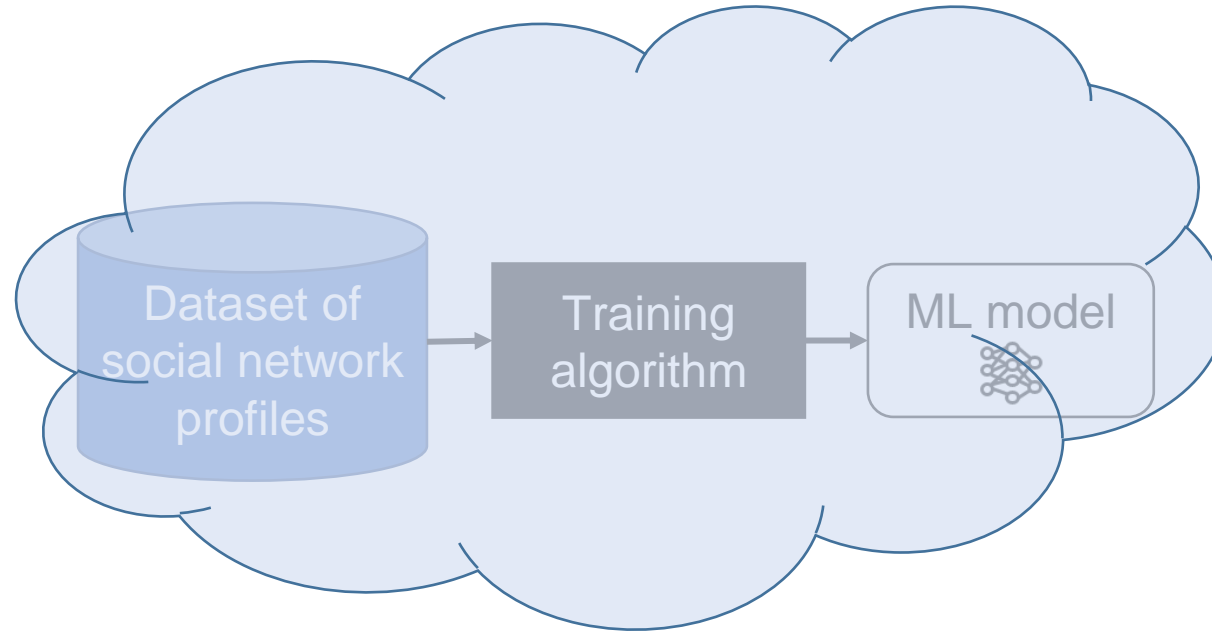 Dataset of
social network
profiles
Training
algorithm
ML model